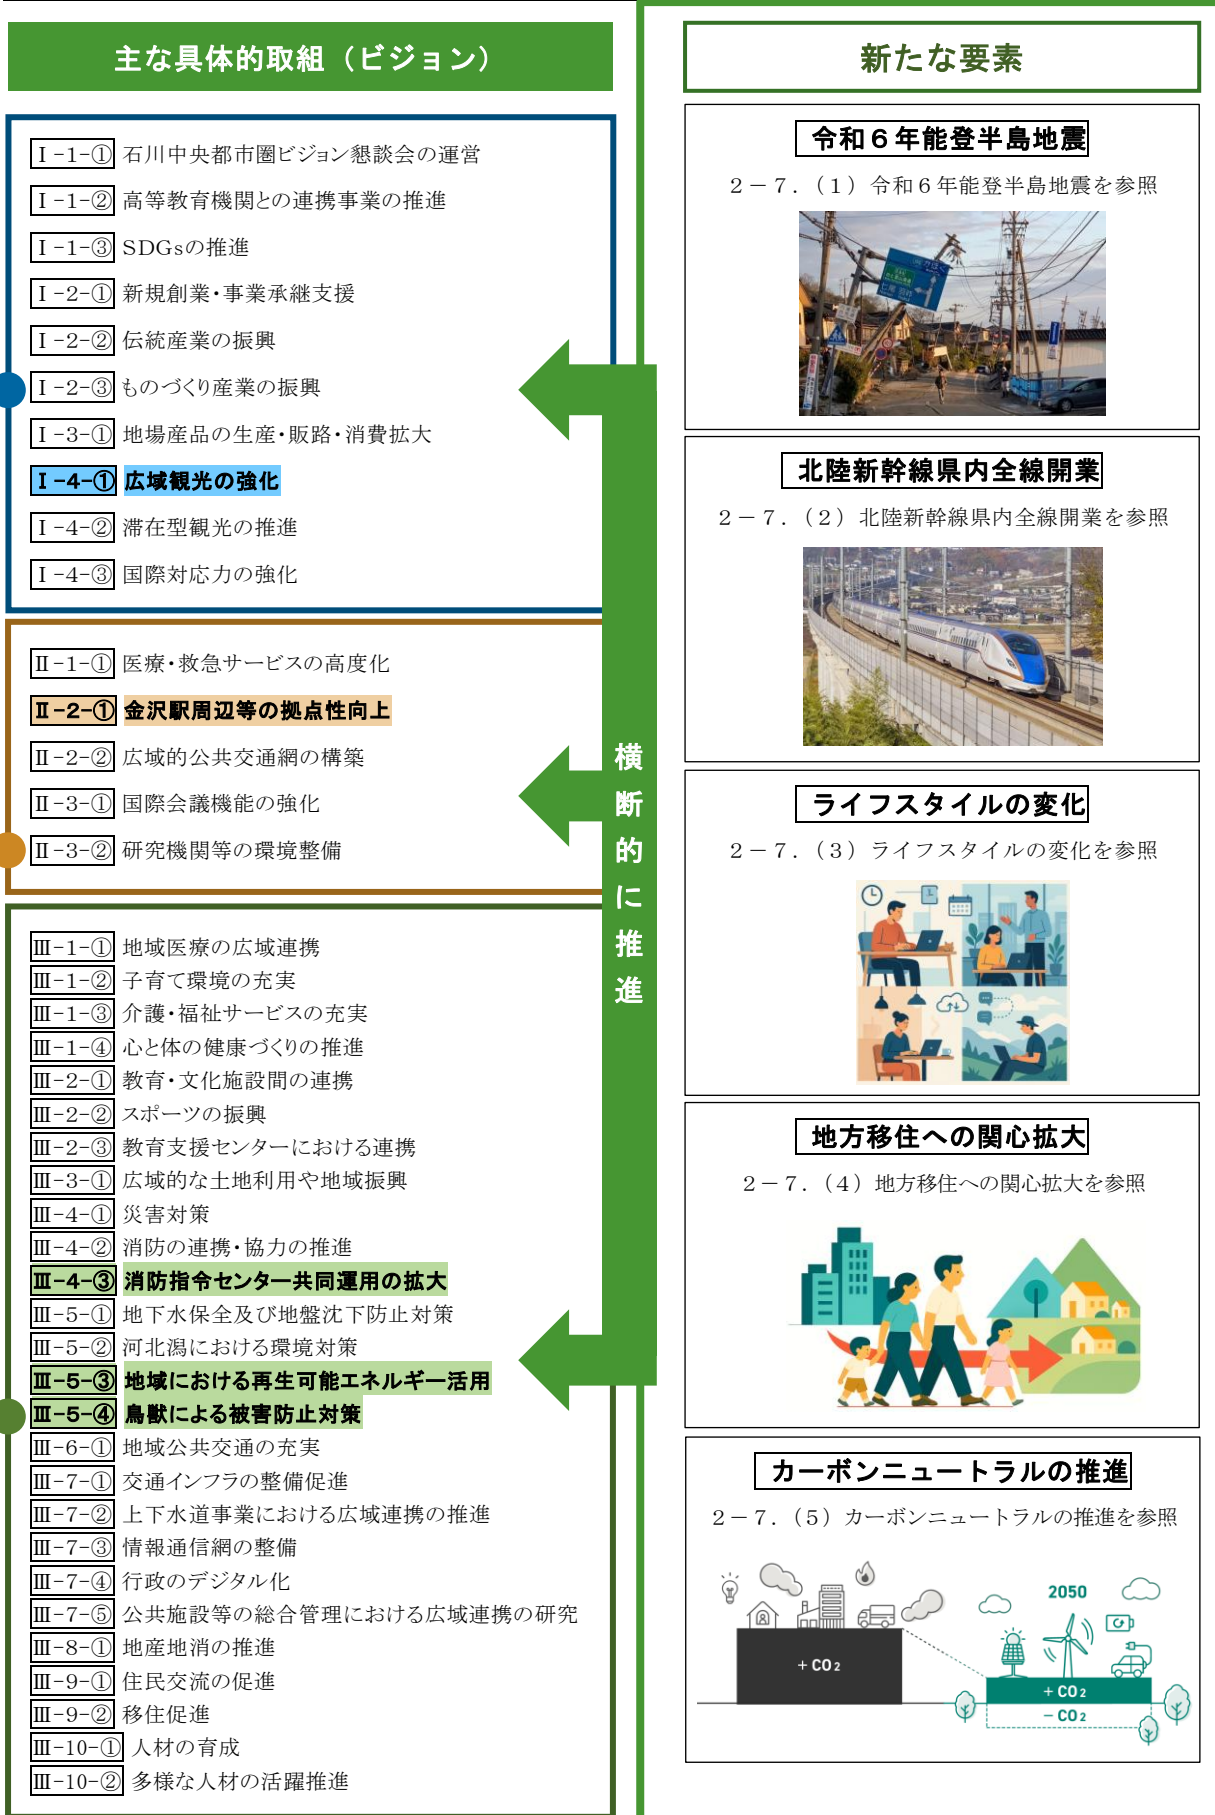 主な具体的取組（ビジョン）
Ⅰ-1-① 石川中央都市圏ビジョン懇談会の運営
Ⅰ-1-② 高等教育機関との連携事業の推進
Ⅰ-1-③ SDGsの推進
Ⅰ-2-① 新規創業・事業承継支援
Ⅰ-2-② 伝統産業の振興
Ⅰ-2-③ ものづくり産業の振興
Ⅰ-3-① 地場産品の生産・販路・消費拡大
Ⅰ-4-① 広域観光の強化
Ⅰ-4-② 滞在型観光の推進
Ⅰ-4-③ 国際対応力の強化
Ⅱ-1-① 医療・救急サービスの高度化
Ⅱ-2-① 金沢駅周辺等の拠点性向上
Ⅱ-2-② 広域的公共交通網の構築
Ⅱ-3-① 国際会議機能の強化
Ⅱ-3-② 研究機関等の環境整備
Ⅲ-1-① 地域医療の広域連携
Ⅲ-1-② 子育て環境の充実
Ⅲ-1-③ 介護・福祉サービスの充実
Ⅲ-1-④ 心と体の健康づくりの推進
Ⅲ-2-① 教育・文化施設間の連携
Ⅲ-2-② スポーツの振興
Ⅲ-2-③ 教育支援センターにおける連携
Ⅲ-3-① 広域的な土地利用や地域振興
Ⅲ-4-① 災害対策
Ⅲ-4-② 消防の連携・協力の推進
Ⅲ-4-③ 消防指令センター共同運用の拡大
Ⅲ-5-① 地下水保全及び地盤沈下防止対策
Ⅲ-5-② 河北潟における環境対策
Ⅲ-5-③ 地域における再生可能エネルギー活用
Ⅲ-5-④ 鳥獣による被害防止対策
Ⅲ-6-① 地域公共交通の充実
Ⅲ-7-① 交通インフラの整備促進
Ⅲ-7-② 上下水道事業における広域連携の推進
Ⅲ-7-③ 情報通信網の整備
Ⅲ-7-④ 行政のデジタル化
Ⅲ-7-⑤ 公共施設等の総合管理における広域連携の研究
Ⅲ-8-① 地産地消の推進
Ⅲ-9-① 住民交流の促進
Ⅲ-9-② 移住促進
Ⅲ-10-① 人材の育成
Ⅲ-10-② 多様な人材の活躍推進
横断的に推進
新たな要素
令和６年能登半島地震
２－７．（１）令和６年能登半島地震を参照
北陸新幹線県内全線開業
２－７．（２）北陸新幹線県内全線開業を参照
ライフスタイルの変化
２－７．（３）ライフスタイルの変化を参照
地方移住への関心拡大
２－７．（４）地方移住への関心拡大を参照
カーボンニュートラルの推進
２－７．（５）カーボンニュートラルの推進を参照
2050
+ CO2
+ CO2
− CO2